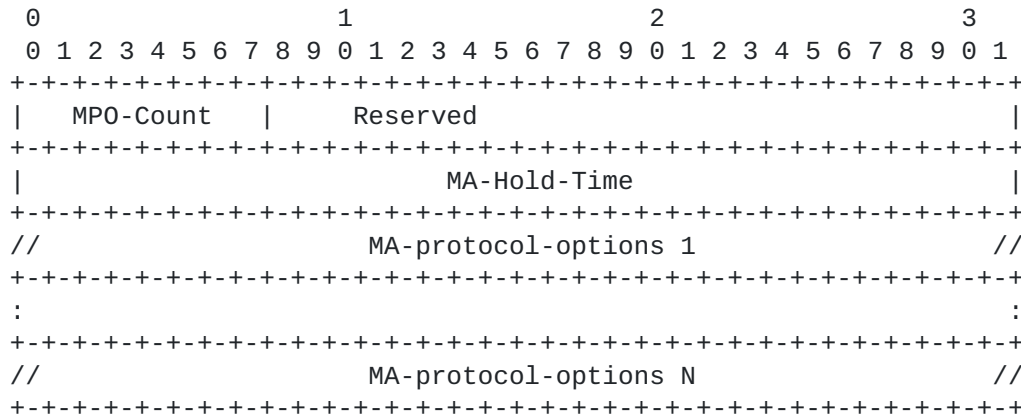 0                   1                   2                   3
 0 1 2 3 4 5 6 7 8 9 0 1 2 3 4 5 6 7 8 9 0 1 2 3 4 5 6 7 8 9 0 1
+-+-+-+-+-+-+-+-+-+-+-+-+-+-+-+-+-+-+-+-+-+-+-+-+-+-+-+-+-+-+-+-+
|   MPO-Count   |     Reserved                                  |
+-+-+-+-+-+-+-+-+-+-+-+-+-+-+-+-+-+-+-+-+-+-+-+-+-+-+-+-+-+-+-+-+
|                           MA-Hold-Time                        |
+-+-+-+-+-+-+-+-+-+-+-+-+-+-+-+-+-+-+-+-+-+-+-+-+-+-+-+-+-+-+-+-+
//                     MA-protocol-options 1                   //
+-+-+-+-+-+-+-+-+-+-+-+-+-+-+-+-+-+-+-+-+-+-+-+-+-+-+-+-+-+-+-+-+
:                                                               :
+-+-+-+-+-+-+-+-+-+-+-+-+-+-+-+-+-+-+-+-+-+-+-+-+-+-+-+-+-+-+-+-+
//                     MA-protocol-options N                   //
+-+-+-+-+-+-+-+-+-+-+-+-+-+-+-+-+-+-+-+-+-+-+-+-+-+-+-+-+-+-+-+-+